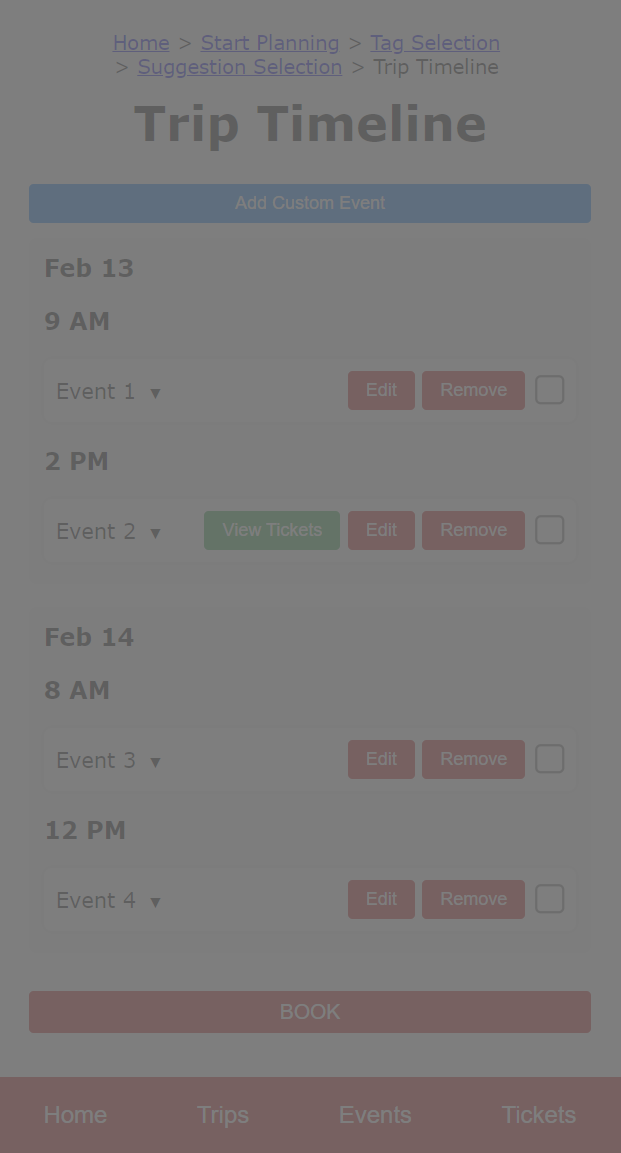 Home > Start Planning > Tag Selection
> Suggestion Selection > Trip Timeline
Trip Timeline
Add Custom Event
Feb 13
9 AM
Event 1 ▼ Edit Remove
2 PM
Event 2 ▼ View Tickets Edit Remove
Feb 14
8 AM
Event 3 ▼ Edit Remove
12 PM
Event 4 ▼ Edit Remove
BOOK
Home Trips Events Tickets